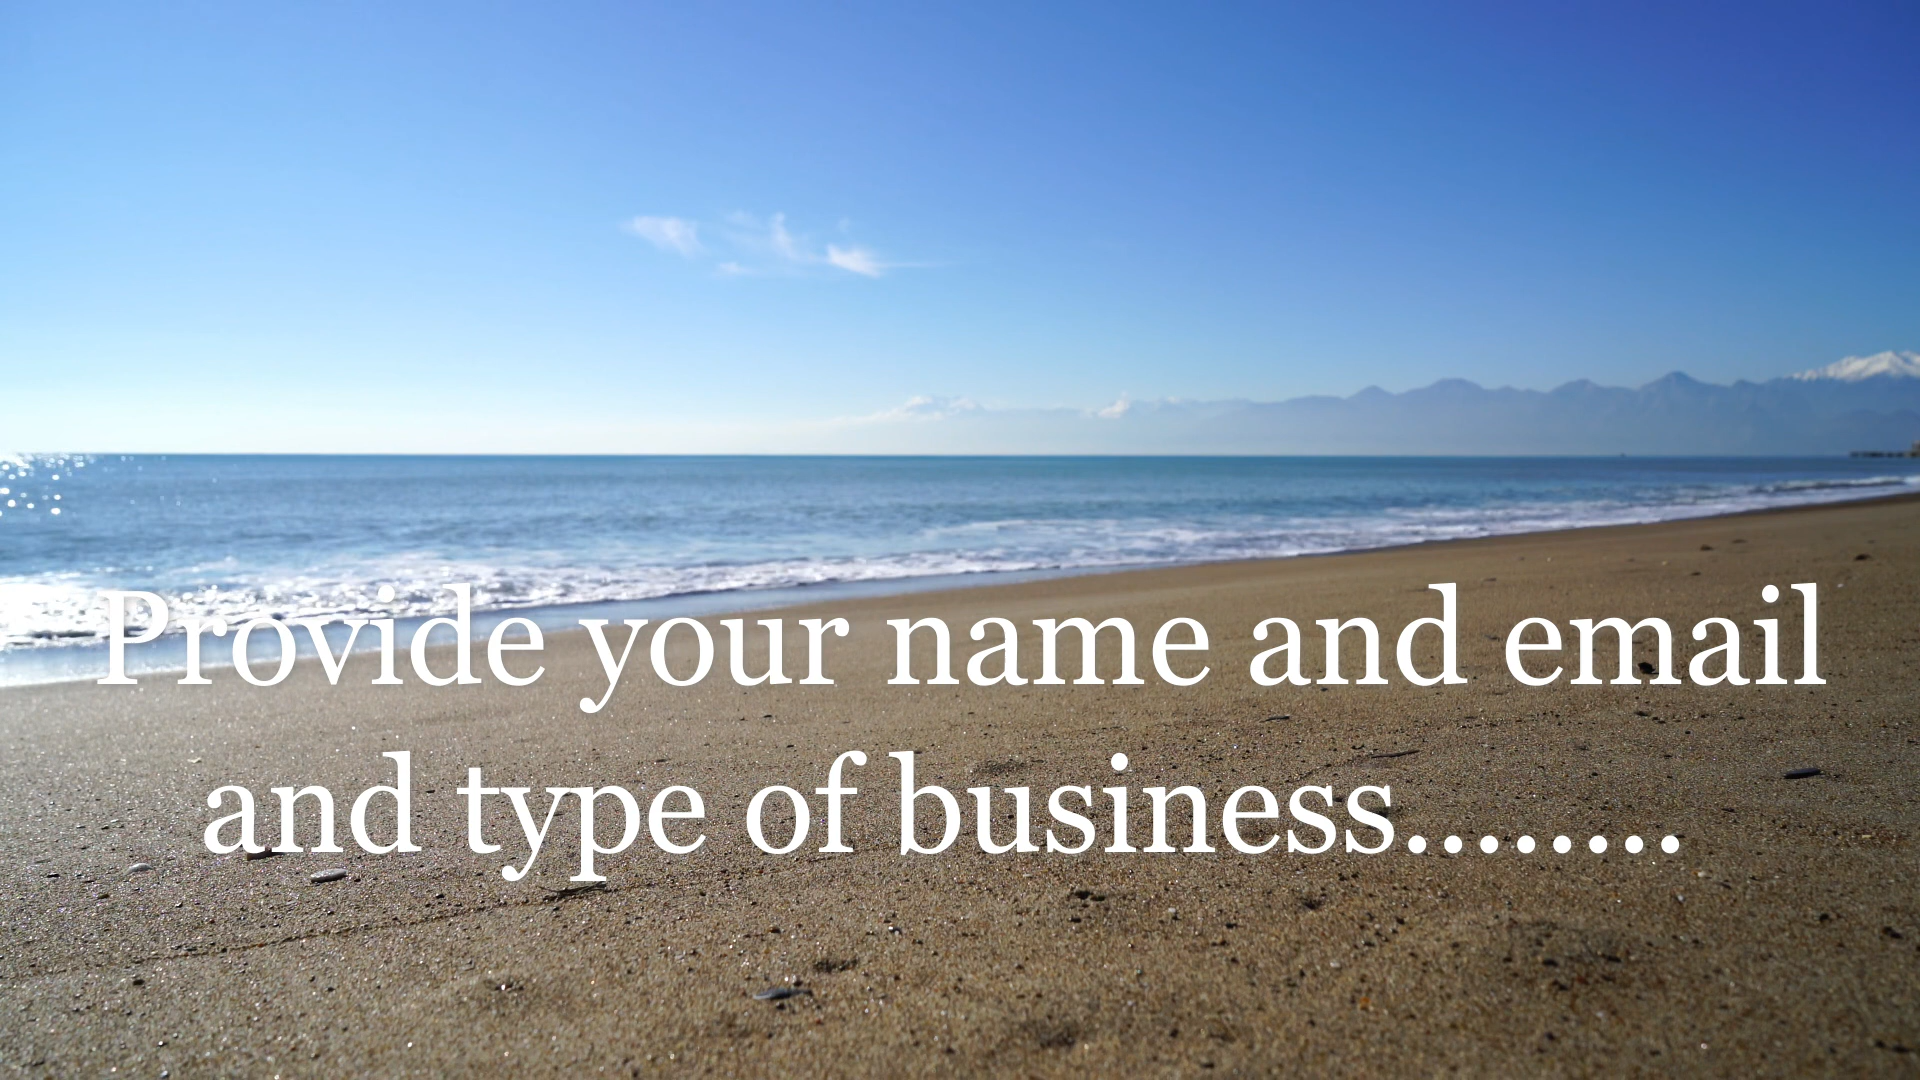 Provide your name and email
and type of business........